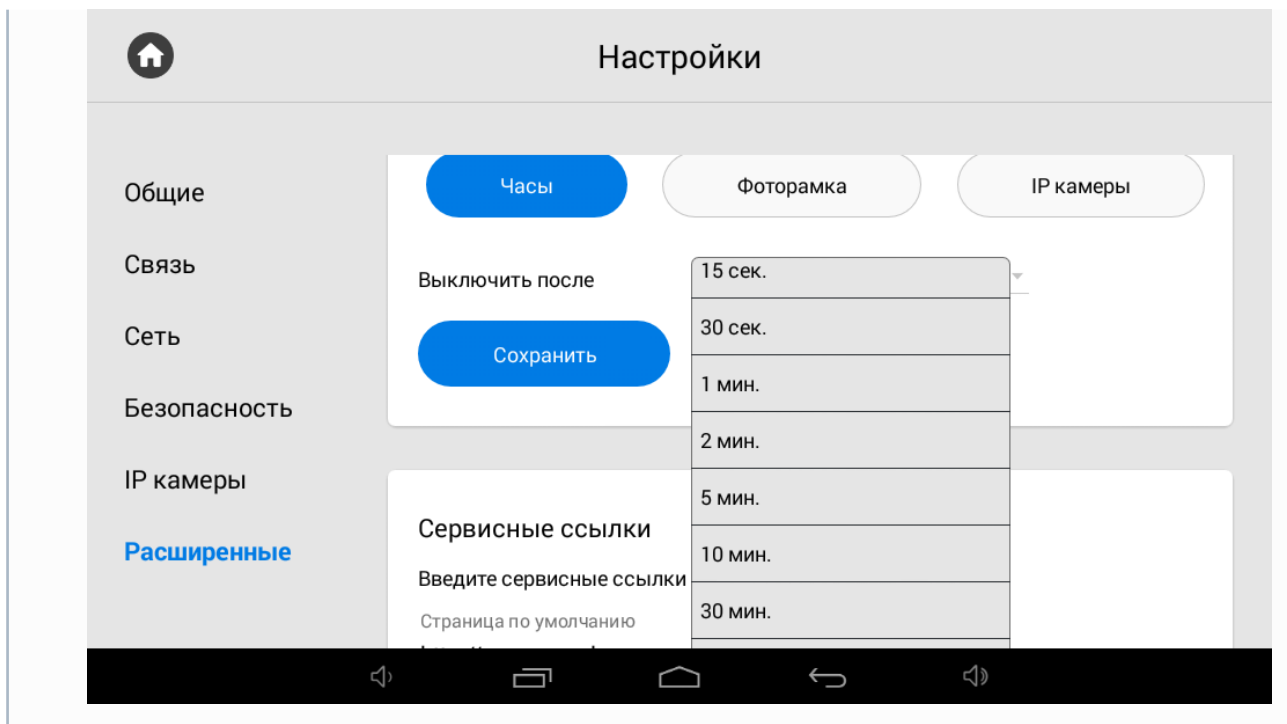 Настройки
Общие
Связь
Сеть
Безопасность
IP камеры
Расширенные
Часы
Фоторамка
IP камеры
Выключить после
15 сек.
30 сек.
1 мин.
2 мин.
5 мин.
10 мин.
30 мин.
Сохранить
Сервисные ссылки
Введите сервисные ссылки
Страница по умолчанию